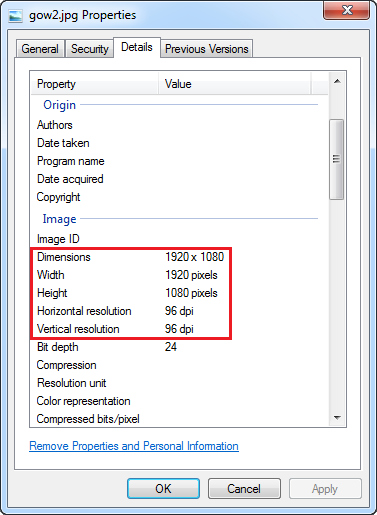 gow2.jpg Properties
General Security Details Previous Versions
Property Value
Origin
Authors
Date taken
Program name
Date acquired
Copyright
Image
Image ID
Dimensions 1920 x 1080
Width 1920 pixels
Height 1080 pixels
Horizontal resolution 96 dpi
Vertical resolution 96 dpi
Bit depth 24
Compression
Resolution unit
Color representation
Compressed bits/pixel
Remove Properties and Personal Information
OK Cancel Apply